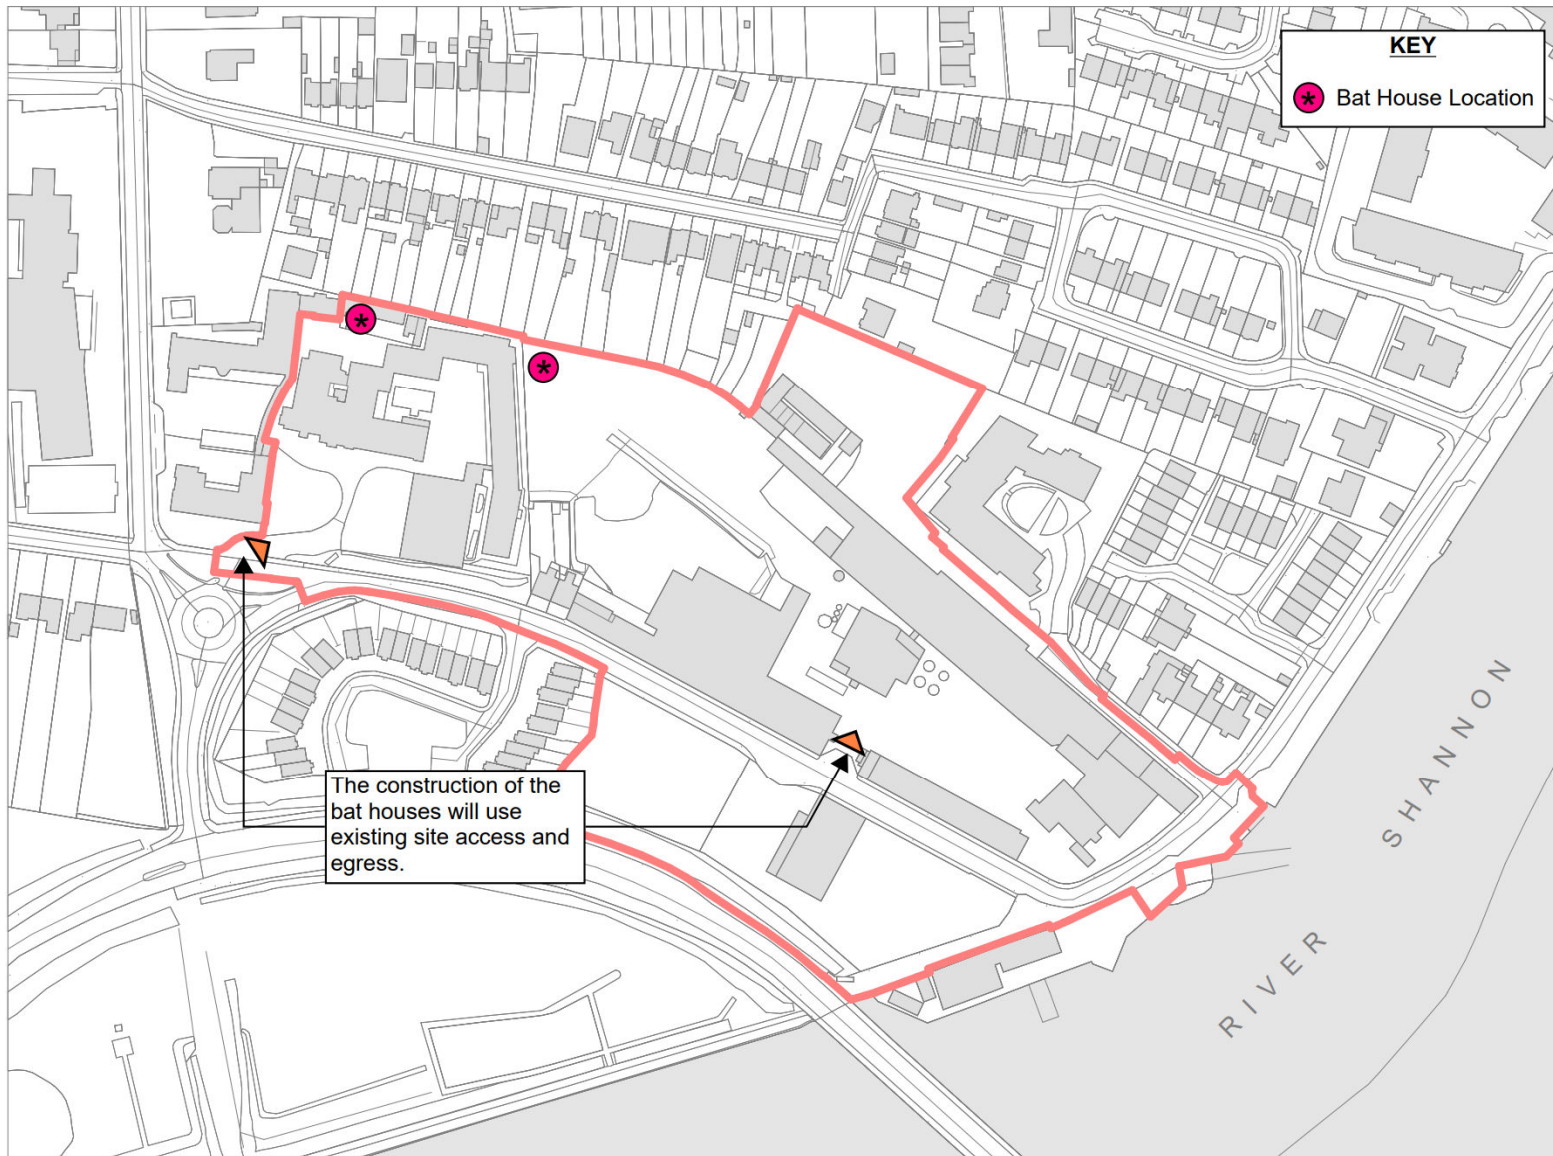 KEY
Bat House Location
The construction of the
bat houses will use
existing site access and
egress.
RIVER SHANNON